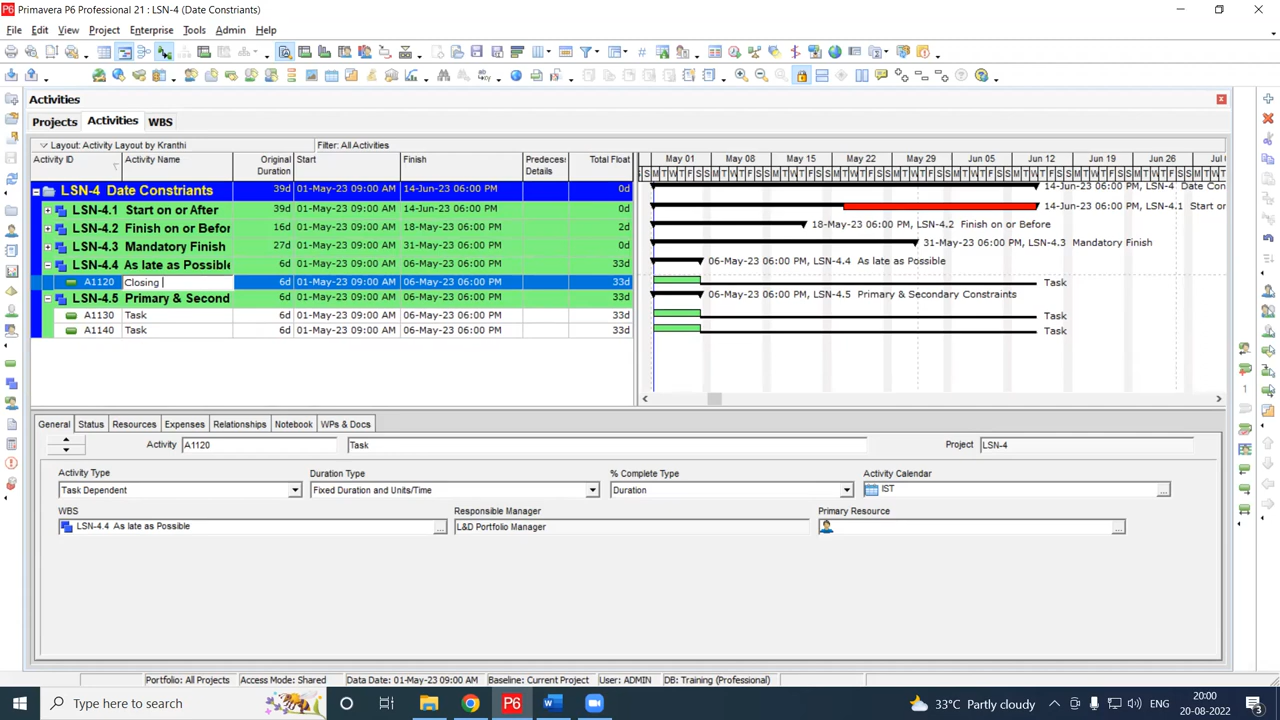 Primavera P6 Professional 21 : LSN-4 (Date Constriants)
File Edit View Project Enterprise Tools Admin Help
Activities
Projects Activities WBS
Layout: Activity Layout by Kranthi Filter: All Activities
Activity ID Activity Name Original Duration Start Finish Predeces: Details Total Float
May 01 May 08 May 15 May 22 May 29 Jun 05 Jun 12 Jun 19 Jun 26
LSN-4 Date Constriants 39d 01-May-23 09:00 AM 14-Jun-23 06:00 PM 0d 14-Jun-23 06:00 PM, LSN-4 Date Con
LSN-4.1 Start on or After 39d 01-May-23 09:00 AM 14-Jun-23 06:00 PM 0d 14-Jun-23 06:00 PM, LSN-4.1 Start or
LSN-4.2 Finish on or Befor 16d 01-May-23 09:00 AM 18-May-23 06:00 PM 2d 18-May-23 06:00 PM, LSN-4.2 Finish on or Before
LSN-4.3 Mandatory Finish 27d 01-May-23 09:00 AM 31-May-23 06:00 PM 0d 31-May-23 06:00 PM, LSN-4.3 Mandatory Finish
LSN-4.4 As late as Possible 6d 01-May-23 09:00 AM 06-May-23 06:00 PM 33d 06-May-23 06:00 PM, LSN-4.4 As late as Possible
A1120 Closing 6d 01-May-23 09:00 AM 06-May-23 06:00 PM 33d Task
LSN-4.5 Primary & Second 6d 01-May-23 09:00 AM 06-May-23 06:00 PM 33d 06-May-23 06:00 PM, LSN-4.5 Primary & Secondary Constraints
A1130 Task 6d 01-May-23 09:00 AM 06-May-23 06:00 PM 33d Task
A1140 Task 6d 01-May-23 09:00 AM 06-May-23 06:00 PM 33d Task
General Status Resources Expenses Relationships Notebook WPs & Docs
Activity A1120 Task Project LSN-4
Activity Type Duration Type % Complete Type Activity Calendar
Task Dependent Fixed Duration and Units/Time Duration IST
WBS Responsible Manager Primary Resource
LSN-4.4 As late as Possible L&D Portfolio Manager
Portfolio: All Projects Access Mode: Shared Data Date: 01-May-23 09:00 AM Baseline: Current Project User: ADMIN DB: Training (Professional)
Type here to search P6 33°C Partly cloudy ENG 20:00
20-08-2022